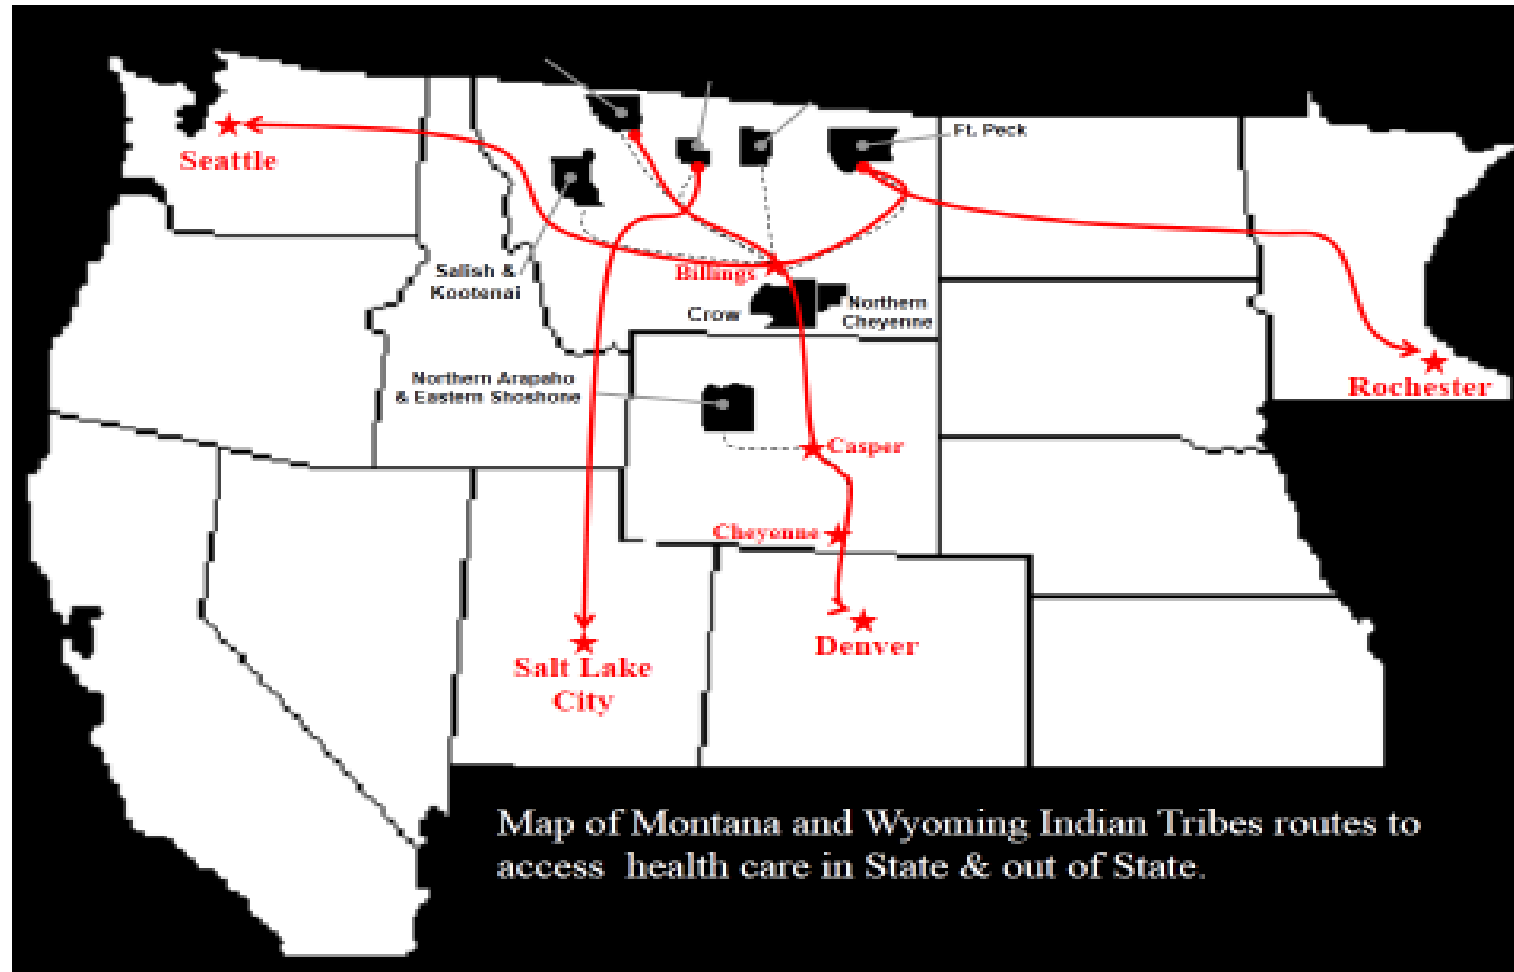 Ft. Peck
Seattle
Salish &
Kootenai
Billings
Crow
Northern
Cheyenne
Northern Arapaho
& Eastern Shoshone
Rochester
Casper
Cheyenne
Salt Lake
City
Denver
Map of Montana and Wyoming Indian Tribes routes to
access  health care in State & out of State.